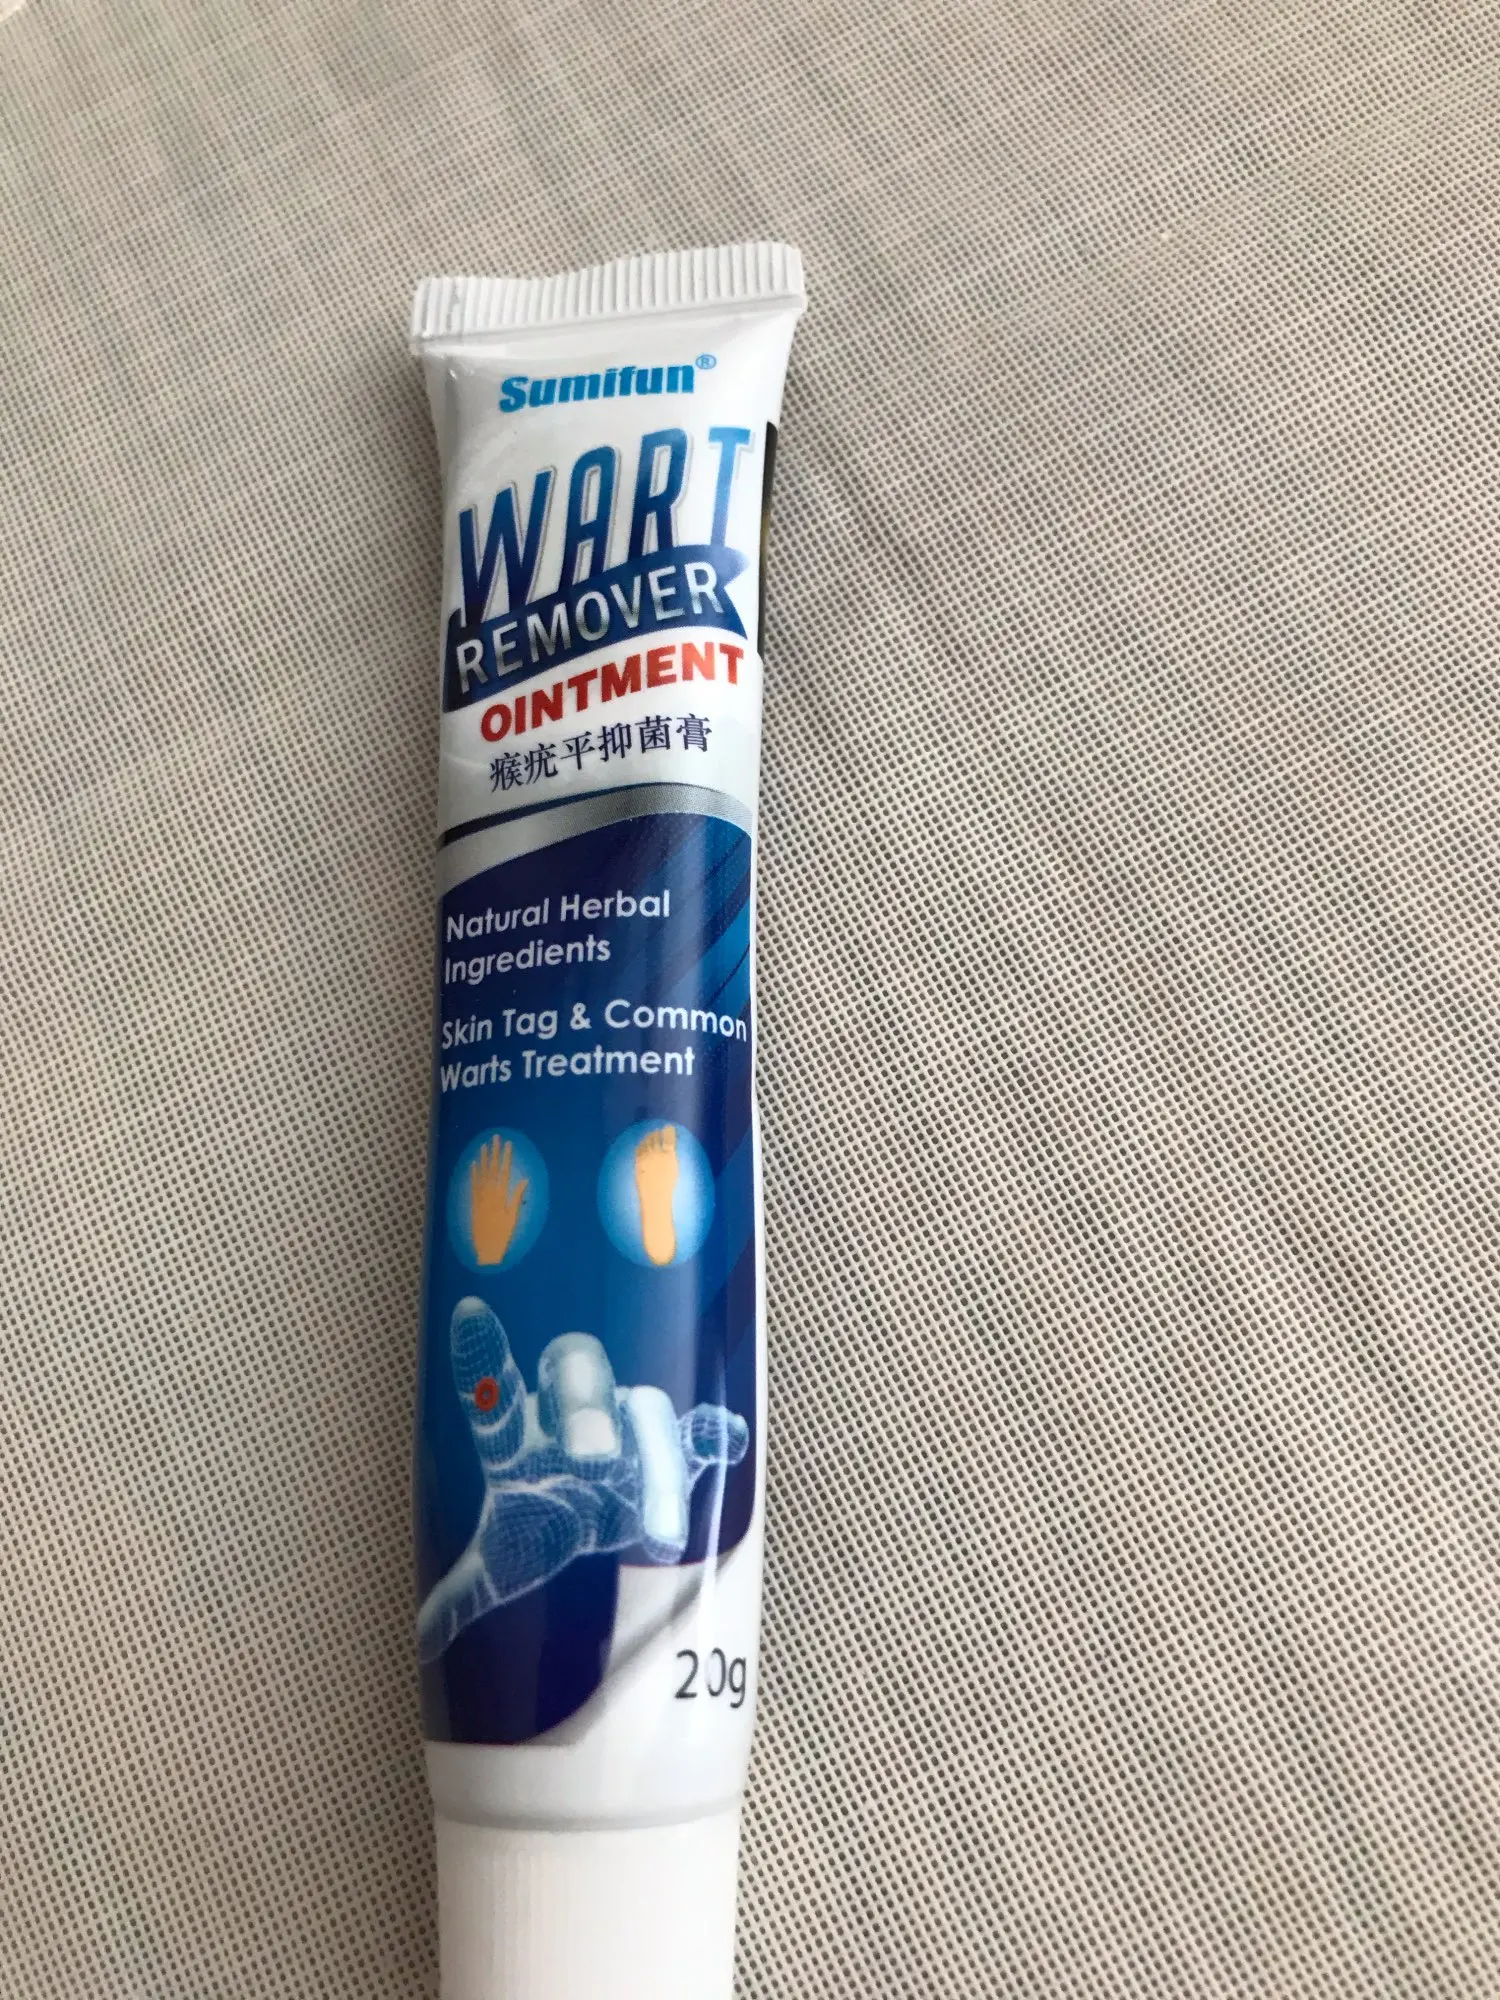 Sumifun®
WART
REMOVER
OINTMENT
瘊疣平抑菌膏
Natural Herbal
Ingredients
Skin Tag & Common
Warts Treatment
20g